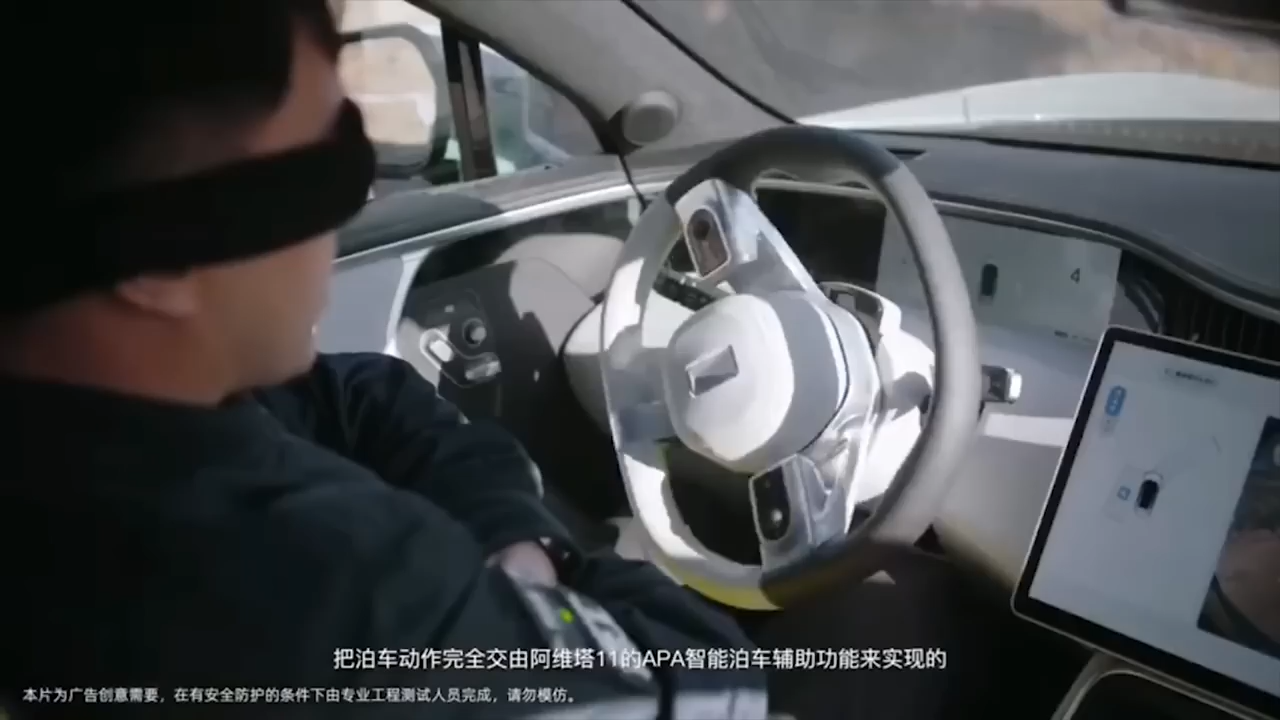 4
把泊车动作完全交由阿维塔11的APA智能泊车辅助功能来实现的
本片为广告创意需要，在有安全防护的条件下由专业工程测试人员完成，请勿模仿。